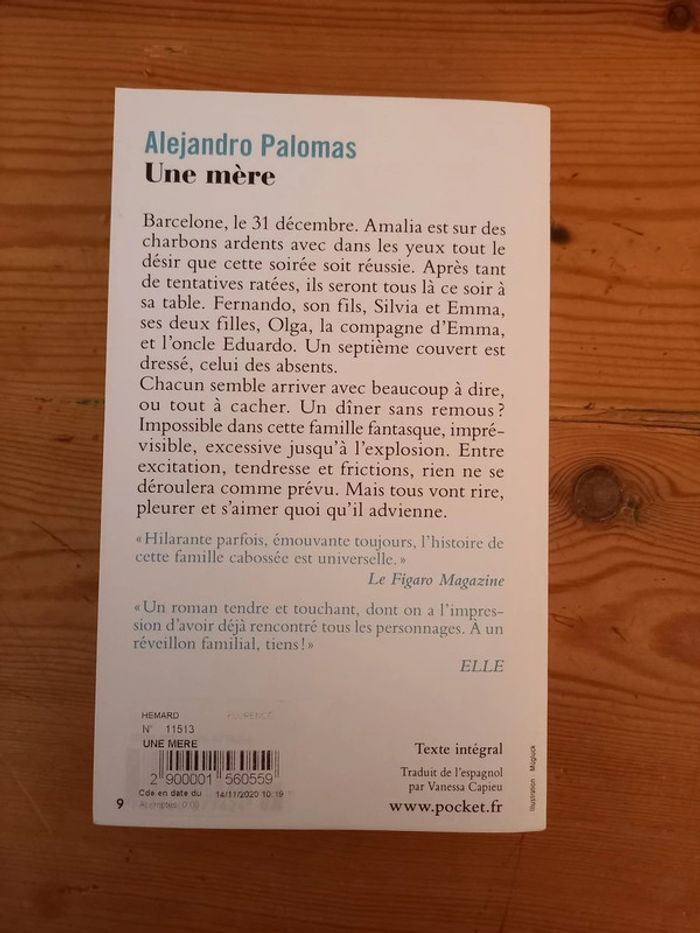 Alejandro Palomas
Une mère
Barcelone, le 31 décembre. Amalia est sur des
charbons ardents avec dans les yeux tout le
désir que cette soirée soit réussie. Après tant
de tentatives ratées, ils seront tous là ce soir à
sa table. Fernando, son fils, Silvia et Emma,
ses deux filles, Olga, la compagne d'Emma,
et l'oncle Eduardo. Un septième couvert est
dressé, celui des absents.
Chacun semble arriver avec beaucoup à dire,
ou tout à cacher. Un dîner sans remous ?
Impossible dans cette famille fantasque, impré-
visible, excessive jusqu'à l'explosion. Entre
excitation, tendresse et frictions, rien ne se
déroulera comme prévu. Mais tous vont rire,
pleurer et s'aimer quoi qu'il advienne.
« Hilarante parfois, émouvante toujours, l'histoire de
cette famille cabossée est universelle. »
Le Figaro Magazine
« Un roman tendre et touchant, dont on a l'impres-
sion d'avoir déjà rencontré tous les personnages. À un
réveillon familial, tiens ! »
ELLE
HEMARD FLORENCE
N° 11513
UNE MERE
2 900001 560559
Cde en date du 14/11/2020 10:19
Acomptes 0.00
9
Texte intégral
Traduit de l'espagnol
par Vanessa Capieu
www.pocket.fr
Illustration : Mügluck